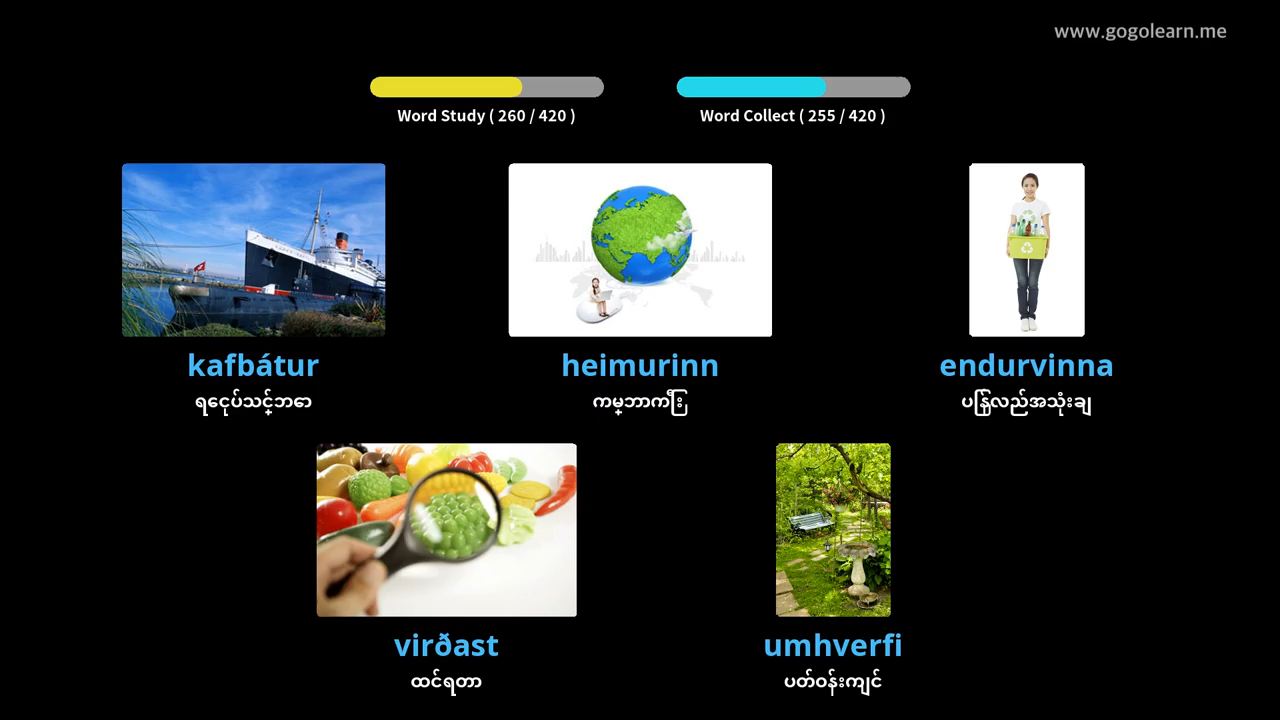 www.gogolearn.me
Word Study ( 260 / 420 )
Word Collect ( 255 / 420 )
kafbátur
ရငေုပ်သင်္ဘော
heimurinn
ကမ္ဘာကြီး
endurvinna
ပြန်လည်အသုံးချ
virðast
ထင်ရတာ
umhverfi
ပတ်ဝန်းကျင်